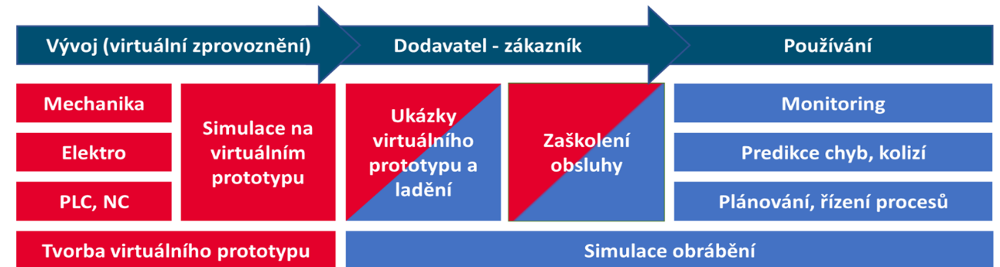 Vývoj (virtuální zprovoznění)
Dodavatel - zákazník
Používání
Mechanika
Elektro
PLC, NC
Simulace na
virtuálním
prototypu
Ukázky
virtuálního
prototypu a
ladění
Zaškolení
obsluhy
Monitoring
Predikce chyb, kolizí
Plánování, řízení procesů
Tvorba virtuálního prototypu
Simulace obrábění